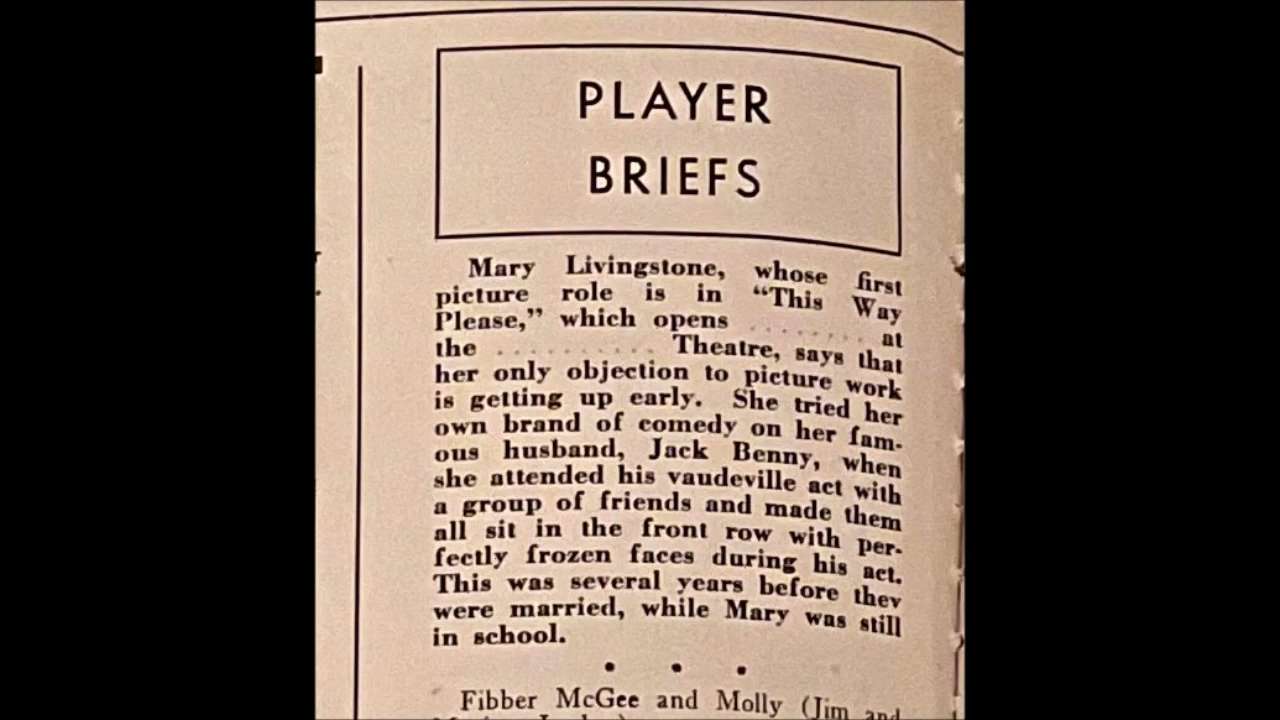 PLAYER
BRIEFS
Mary Livingstone, whose first
picture role is in “This Way
Please,” which opens ........ at
the .......... Theatre, says that
her only objection to picture work
is getting up early. She tried her
own brand of comedy on her fam-
ous husband, Jack Benny, when
she attended his vaudeville act with
a group of friends and made them
all sit in the front row with per-
fectly frozen faces during his act.
This was several years before they
were married, while Mary was still
in school.
• • •
Fibber McGee and Molly (Jim and